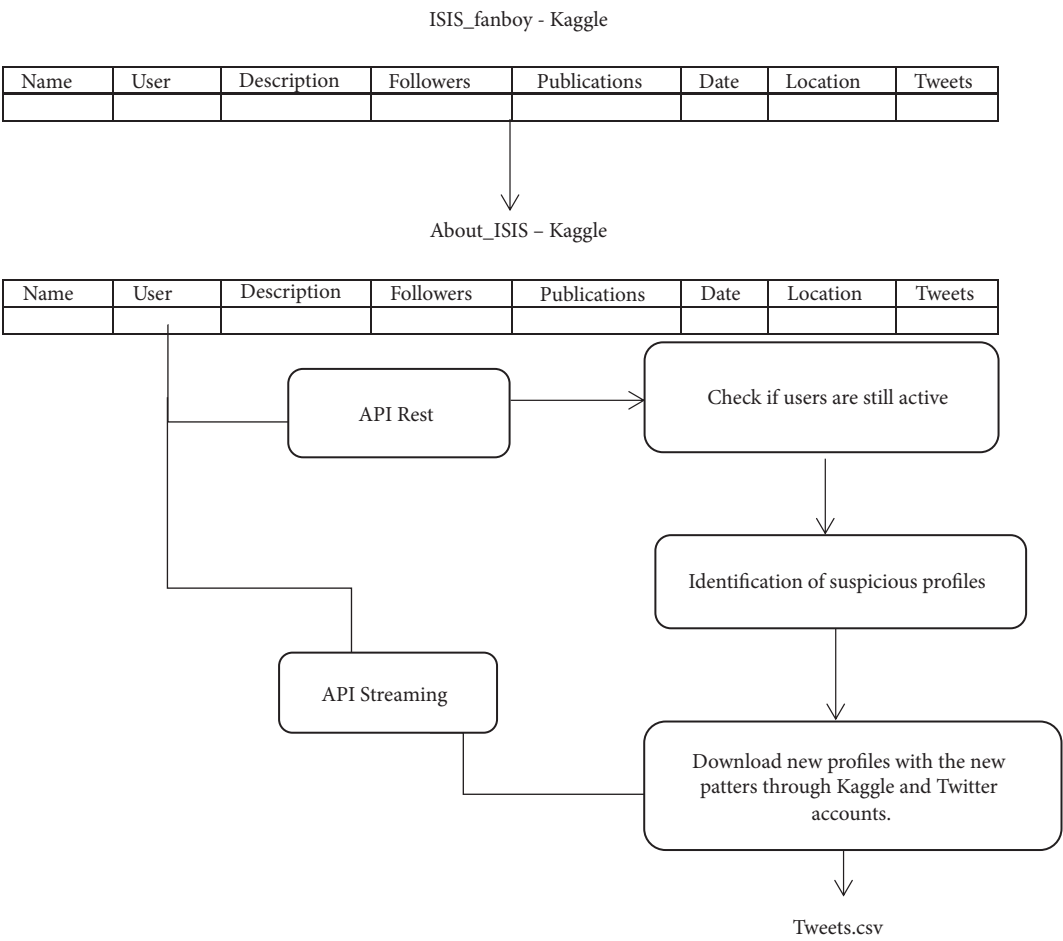 ISIS_fanboy - Kaggle
Name User Description Followers Publications Date Location Tweets
About_ISIS – Kaggle
Name User Description Followers Publications Date Location Tweets
API Rest
Check if users are still active
Identification of suspicious profiles
API Streaming
Download new profiles with the new
patters through Kaggle and Twitter
accounts.
Tweets.csv